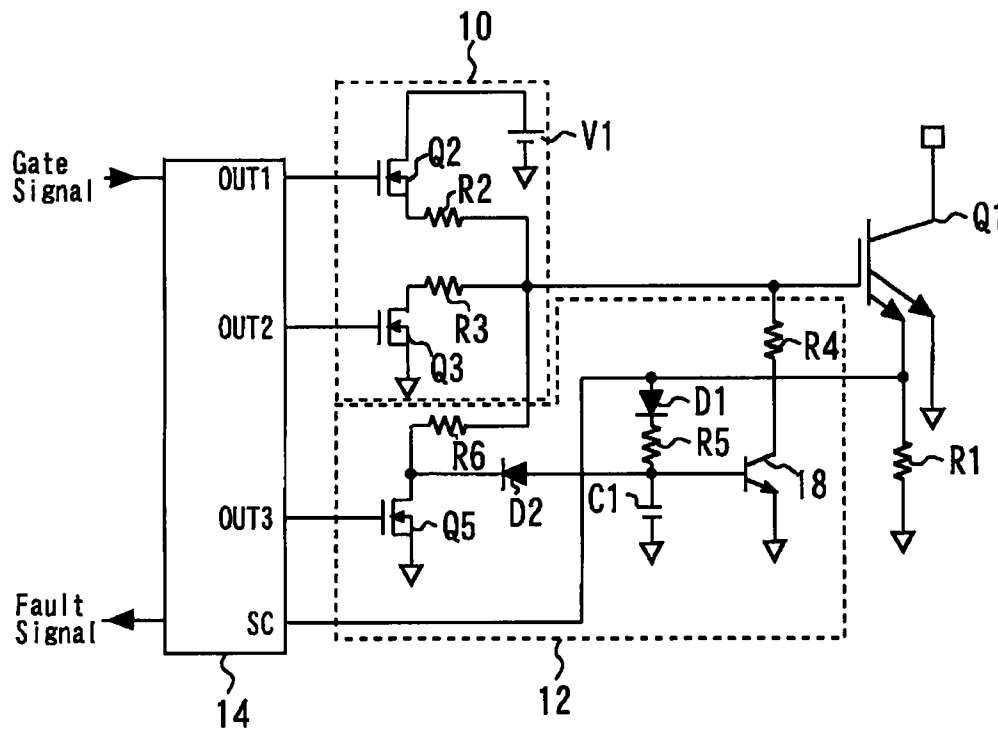 10
V1
Gate
Signal
OUT1
Q2
R2
Q1
R3
OUT2
Q3
R4
D1
R6
R5
R1
18
D2
C1
OUT3
Q5
Fault
Signal
SC
14
12